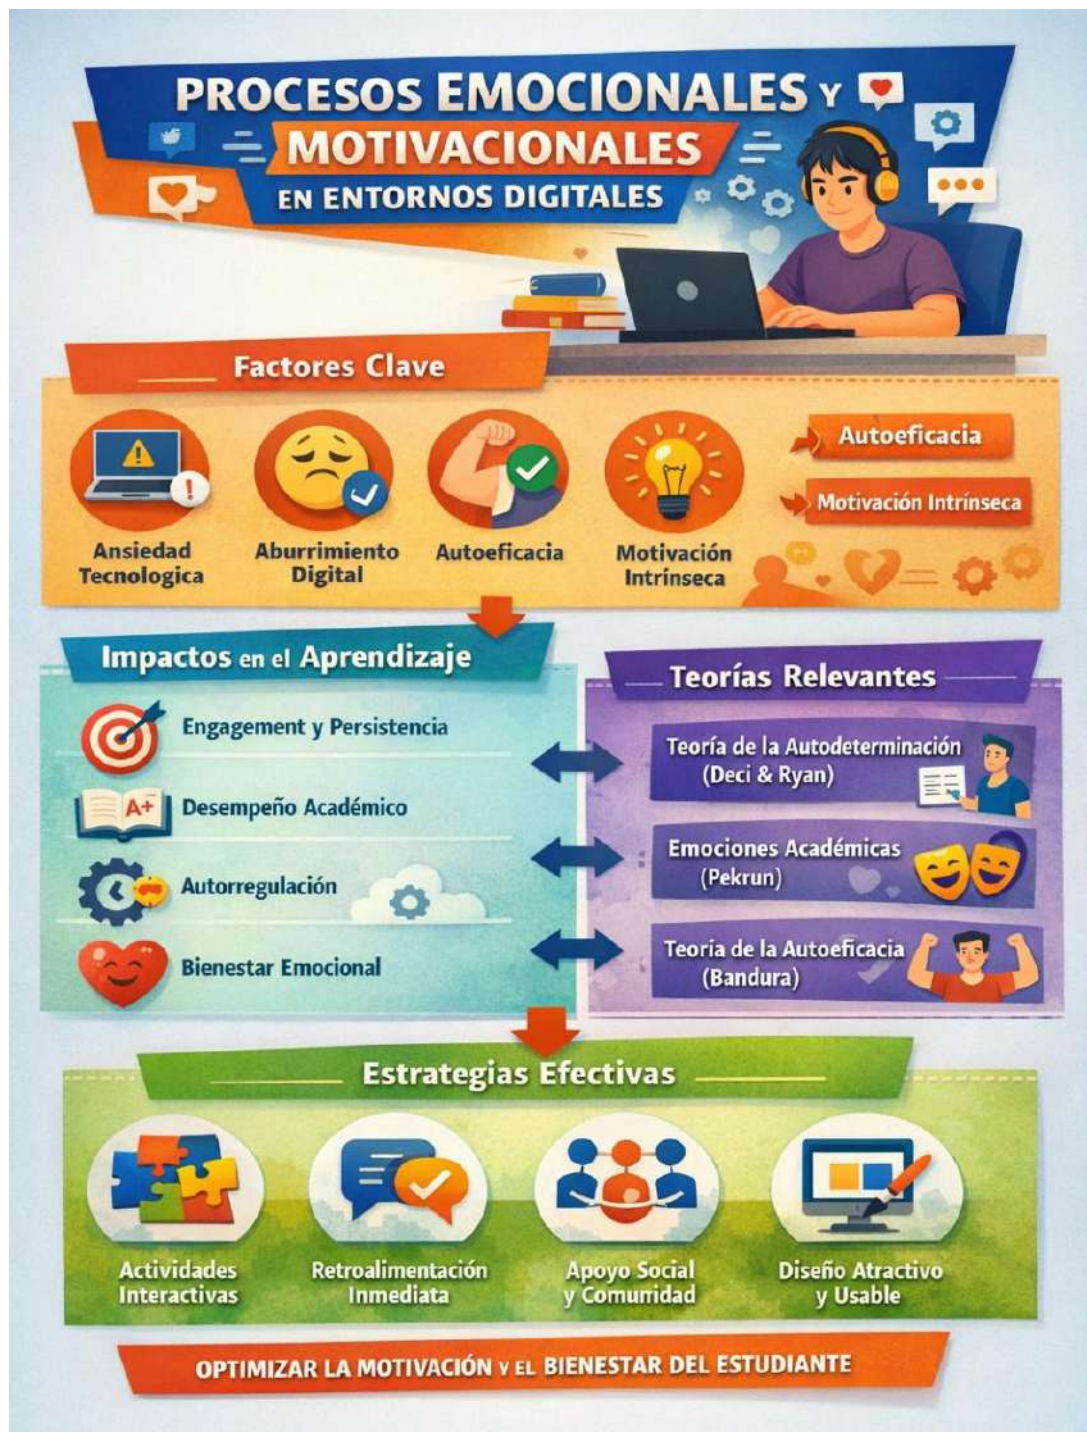 PROCESOS EMOCIONALES Y
MOTIVACIONALES
EN ENTORNOS DIGITALES
Factores Clave
Ansiedad
Tecnologica
Aburrimiento
Digital
Autoeficacia
Motivación
Intrínseca
Autoeficacia
Motivación Intrínseca
Impactos en el Aprendizaje
Engagement y Persistencia
A+
Desempeño Académico
Autorregulación
Bienestar Emocional
Teorías Relevantes
Teoría de la Autodeterminación
(Deci & Ryan)
Emociones Académicas
(Pekrun)
Teoría de la Autoeficacia
(Bandura)
Estrategias Efectivas
Actividades
Interactivas
Retroalimentación
Inmediata
Apoyo Social
y Comunidad
Diseño Atractivo
y Usable
OPTIMIZAR LA MOTIVACIÓN Y EL BIENESTAR DEL ESTUDIANTE